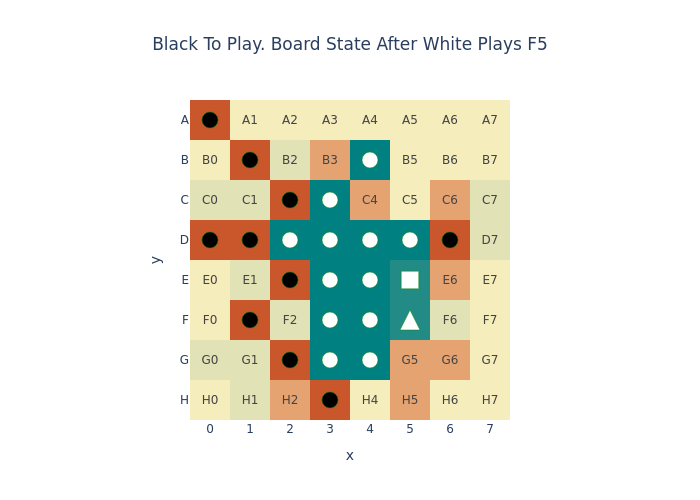 Black To Play. Board State After White Plays F5
A A1 A2 A3 A4 A5 A6 A7
B B0 B2 B3 B5 B6 B7
C C0 C1 C4 C5 C6 C7
D D7
E E0 E1 E6 E7
F F0 F2 F6 F7
G G0 G1 G5 G6 G7
H H0 H1 H2 H4 H5 H6 H7
0 1 2 3 4 5 6 7
x
y